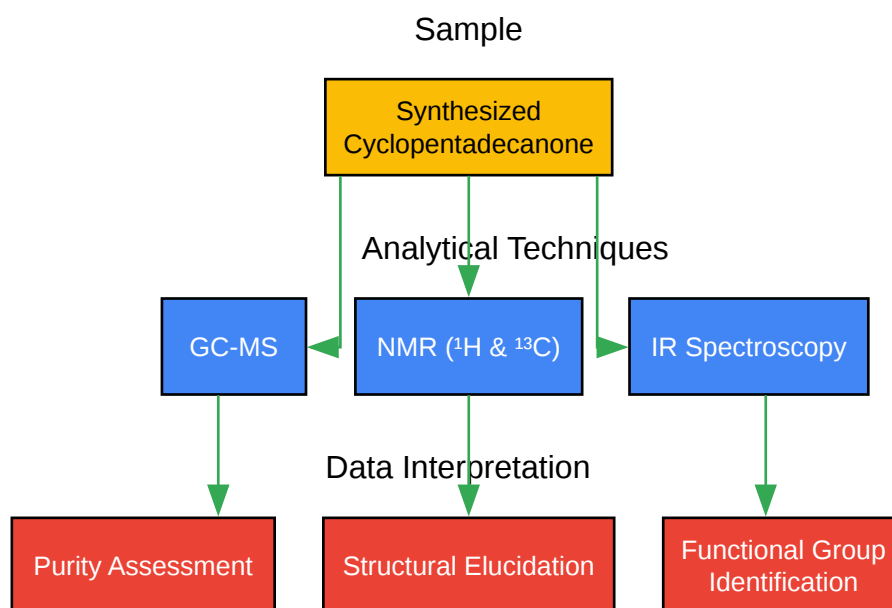 Sample
Synthesized
Cyclopentadecanone
Analytical Techniques
GC-MS
NMR (¹H & ¹³C)
IR Spectroscopy
Data Interpretation
Purity Assessment
Structural Elucidation
Functional Group
Identification